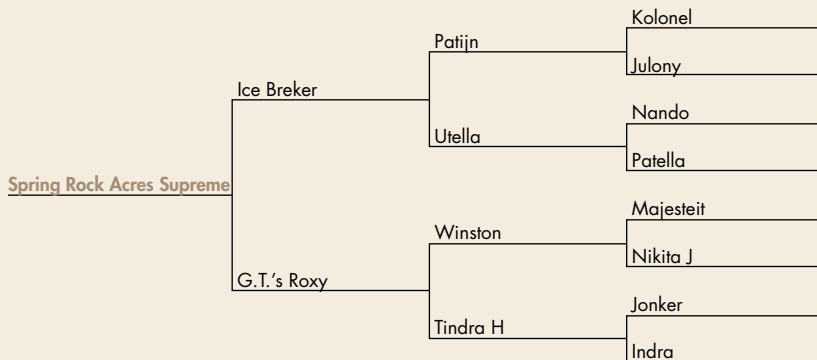 Kolonel
Patijn
Julony
Ice Breker
Nando
Utella
Patella
Spring Rock Acres Supreme
Majesteit
Winston
Nikita J
G.T.'s Roxy
Jonker
Tindra H
Indra